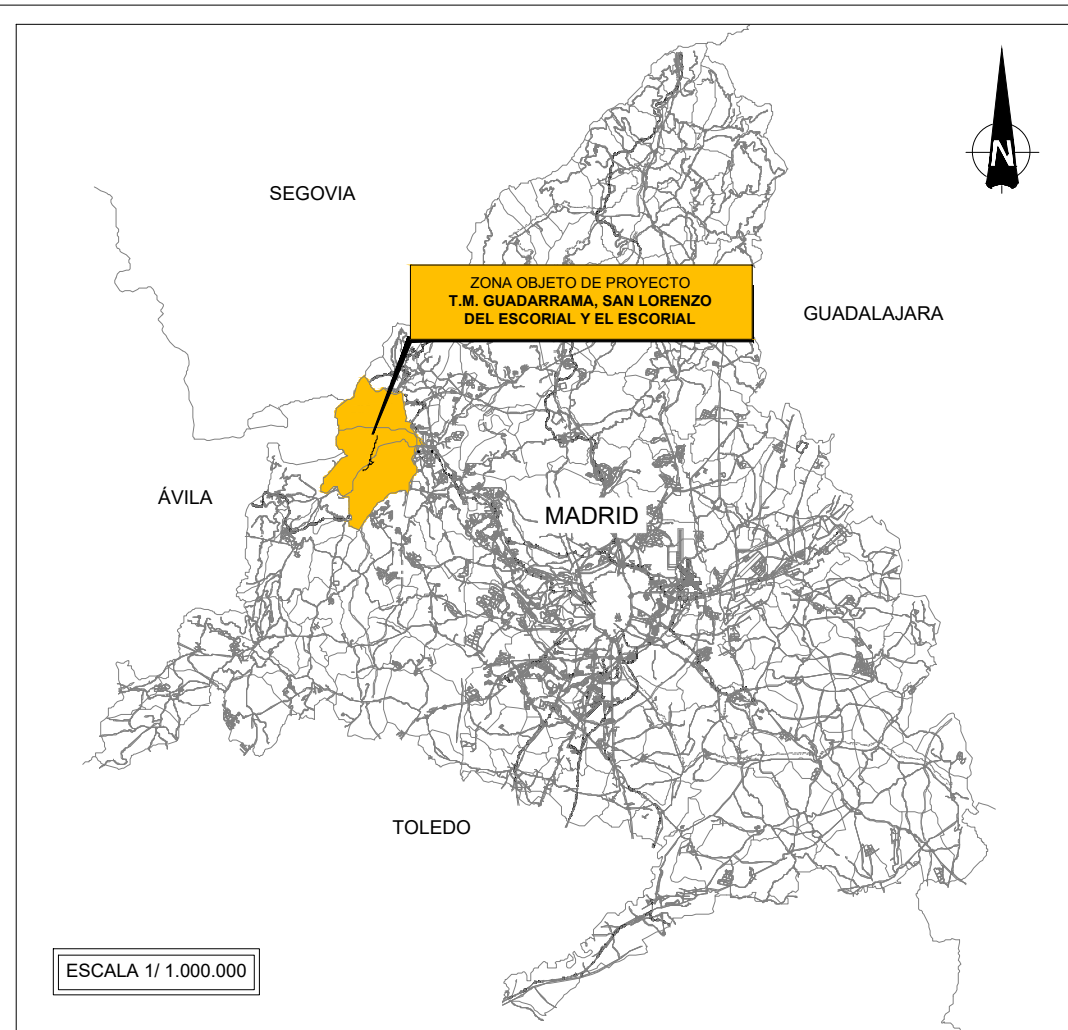 SEGOVIA
N
ZONA OBJETO DE PROYECTO
T.M. GUADARRAMA, SAN LORENZO
DEL ESCORIAL Y EL ESCORIAL
GUADALAJARA
ÁVILA
MADRID
TOLEDO
ESCALA 1/ 1.000.000